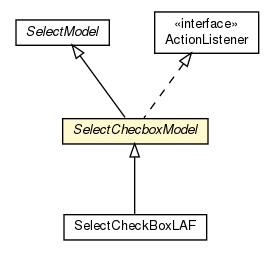 SelectModel
«interface»
ActionListener
SelectChecboxModel
SelectCheckBoxLAF